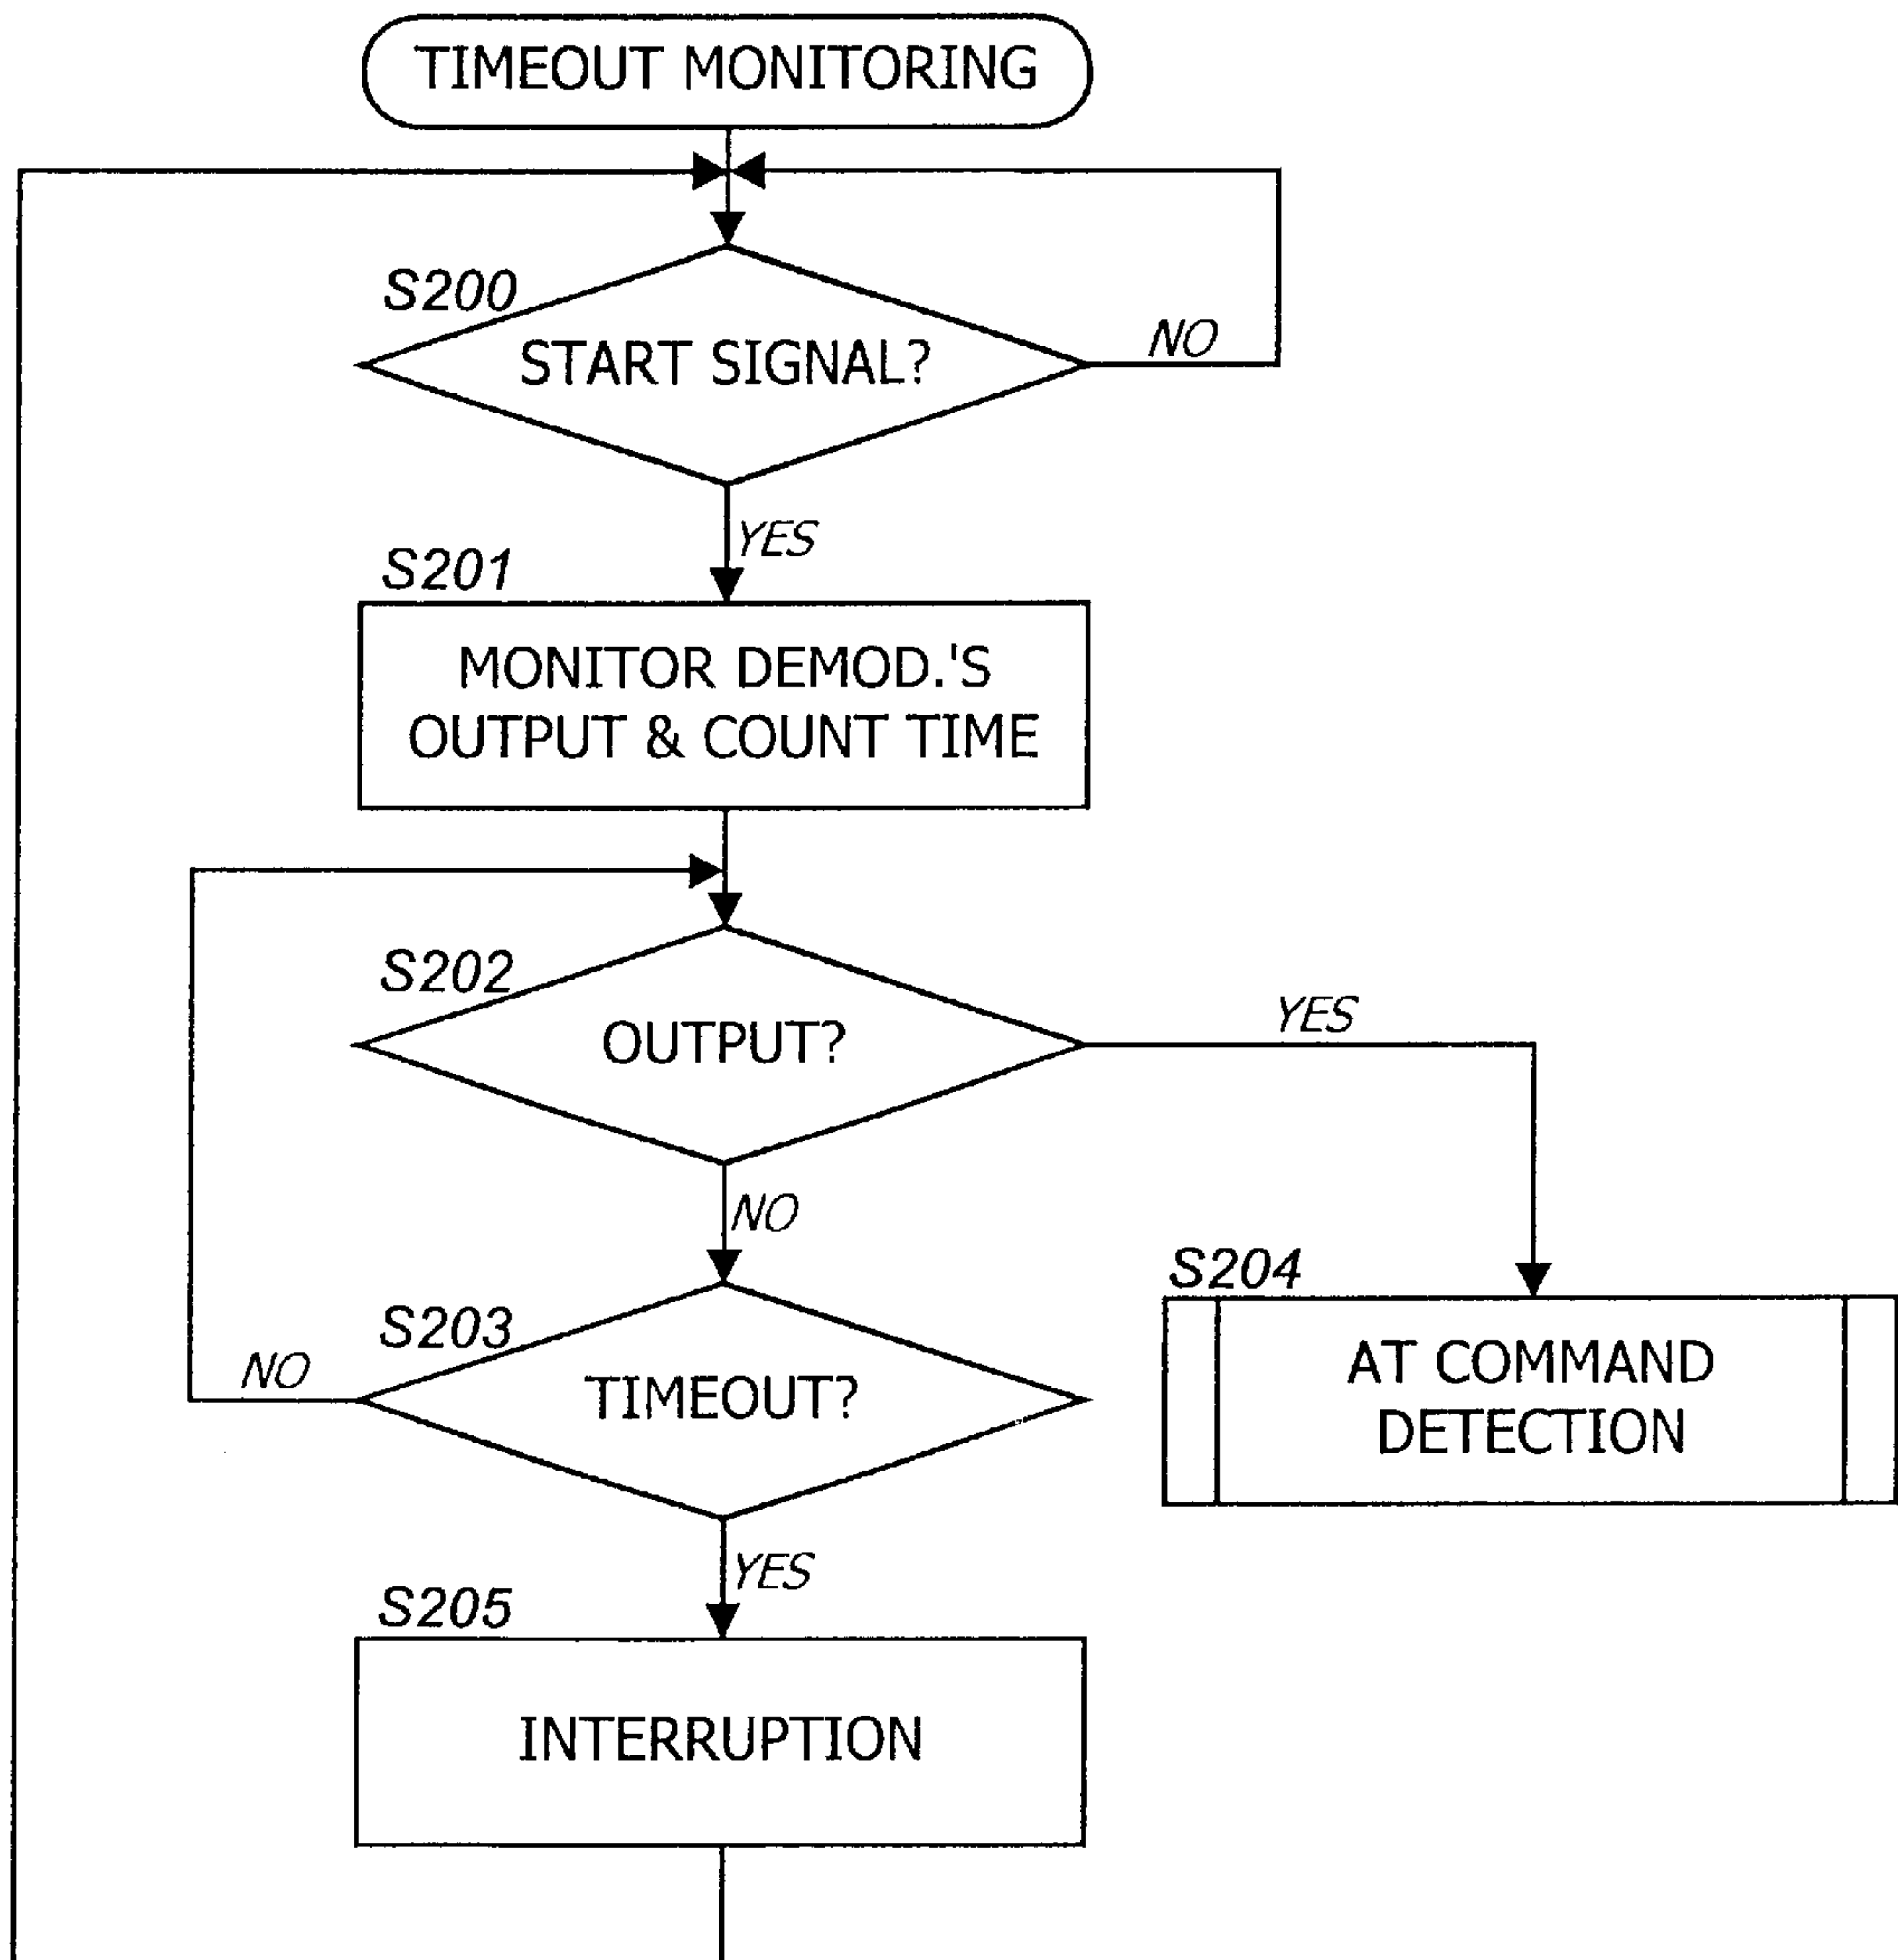 TIMEOUT MONITORING
S200
START SIGNAL?
NO
YES
S201
MONITOR DEMOD.'S
OUTPUT & COUNT TIME
S202
OUTPUT?
YES
NO
S203
TIMEOUT?
NO
S204
AT COMMAND
DETECTION
YES
S205
INTERRUPTION